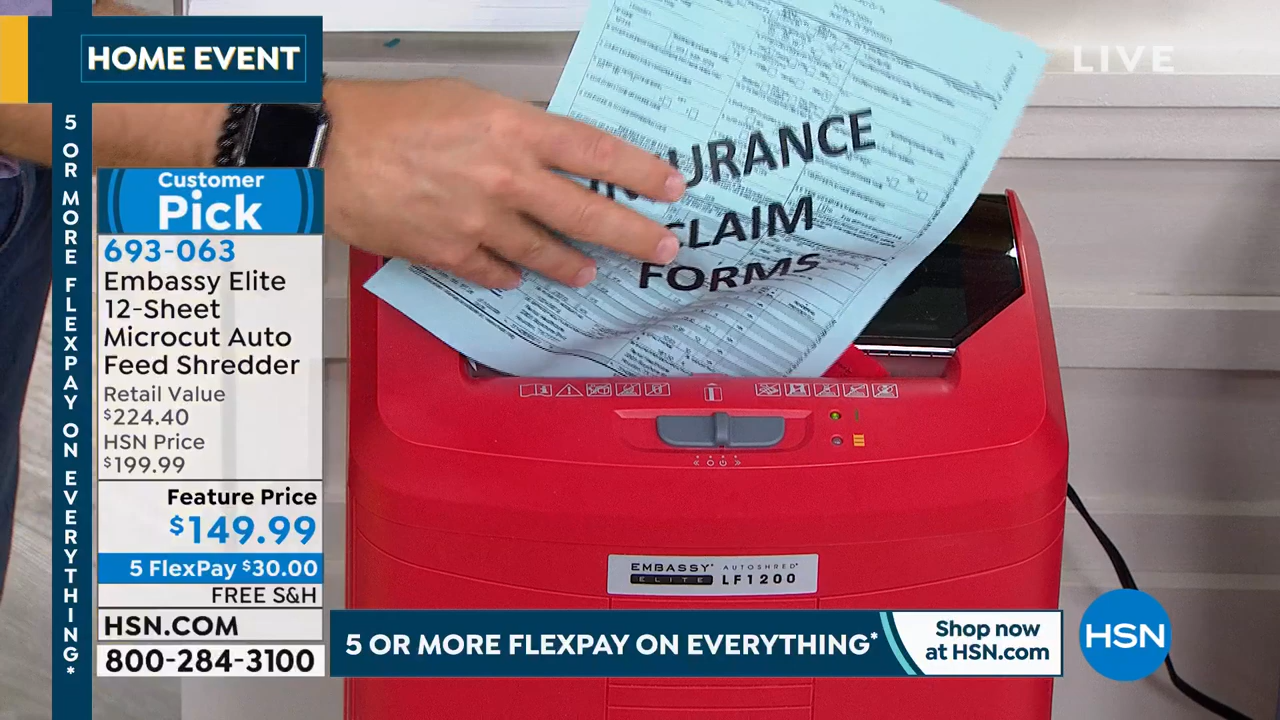 HOME EVENT
LIVE
5 OR MORE FLEXPAY ON EVERYTHING*
Customer
Pick
693-063
Embassy Elite
12-Sheet
Microcut Auto
Feed Shredder
Retail Value
$224.40
HSN Price
$199.99
Feature Price
$149.99
5 FlexPay $30.00
FREE S&H
HSN.COM
800-284-3100
INSURANCE
CLAIM
FORMS
EMBASSY® AUTOSHRED®
ELITE LF1200
5 OR MORE FLEXPAY ON EVERYTHING*
Shop now
at HSN.com
HSN